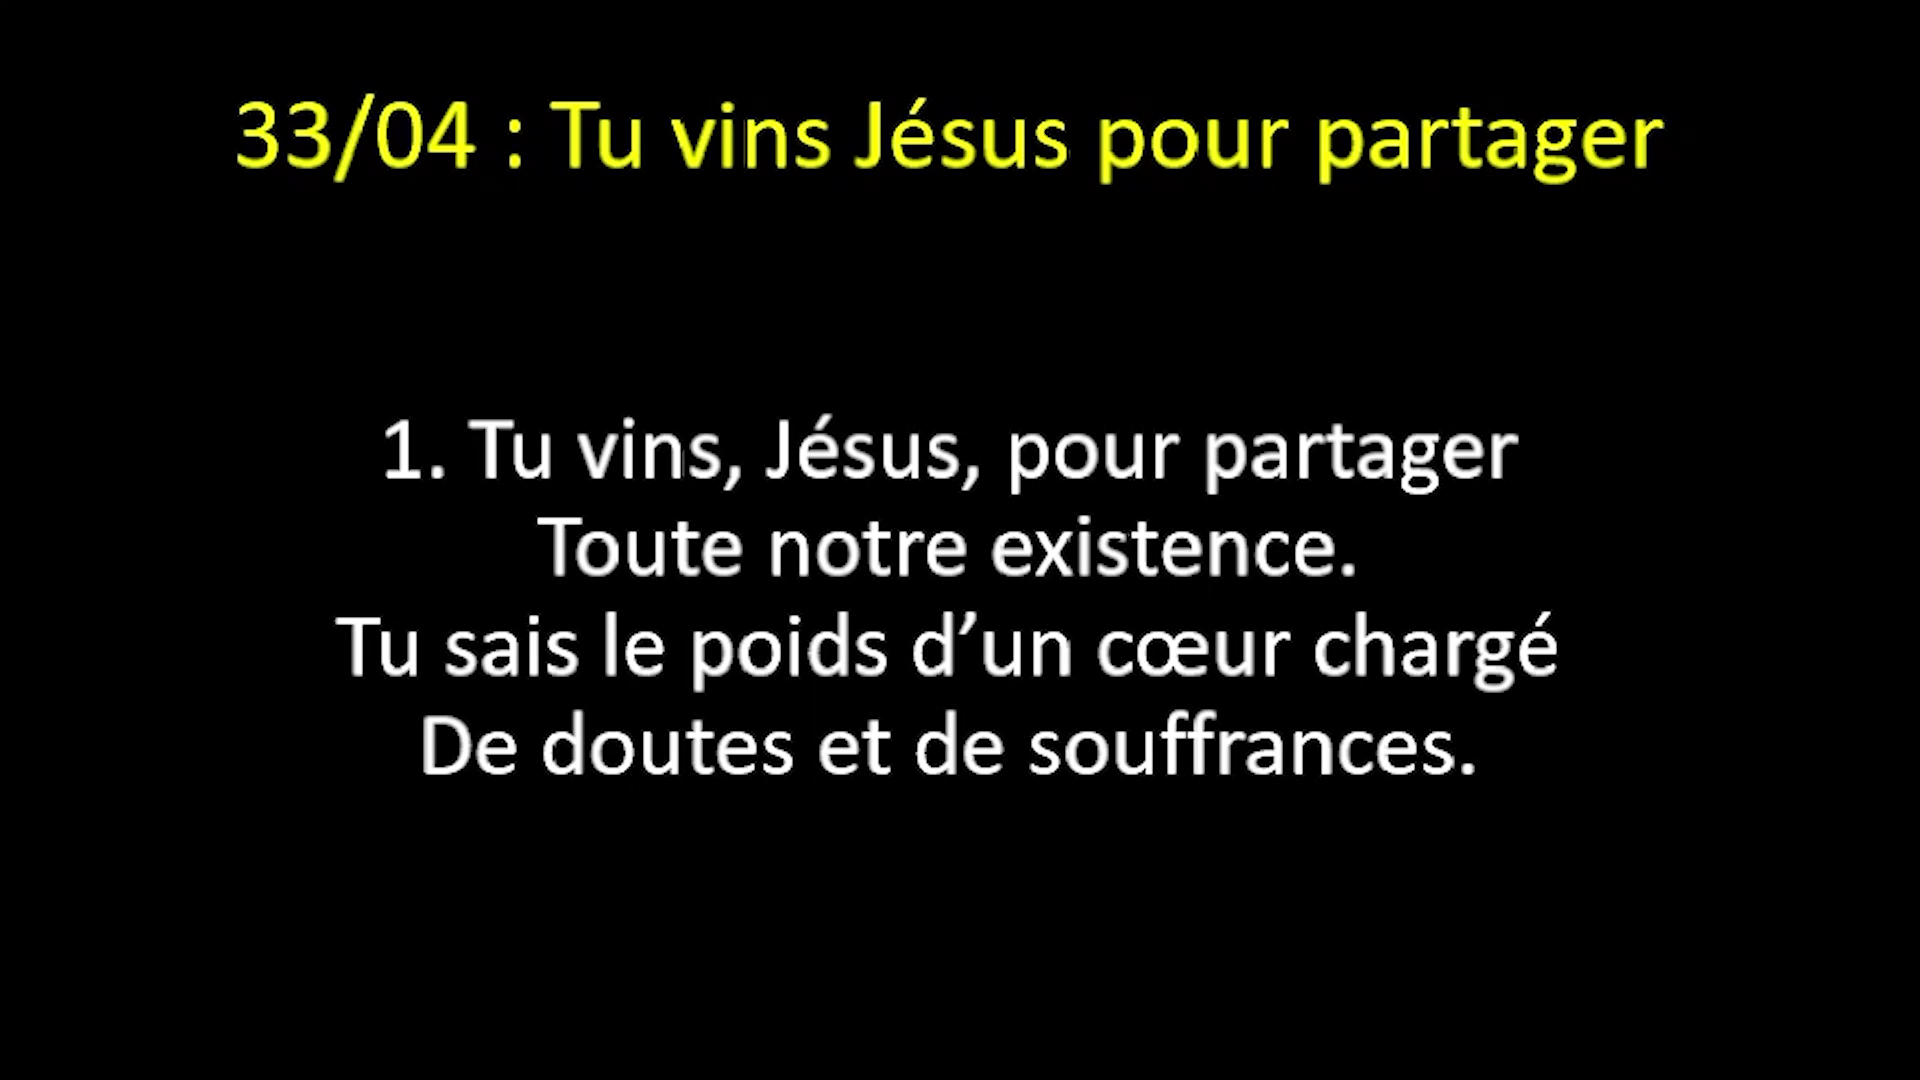 33/04 : Tu vins Jésus pour partager
1. Tu vins, Jésus, pour partager
Toute notre existence.
Tu sais le poids d’un cœur chargé
De doutes et de souffrances.